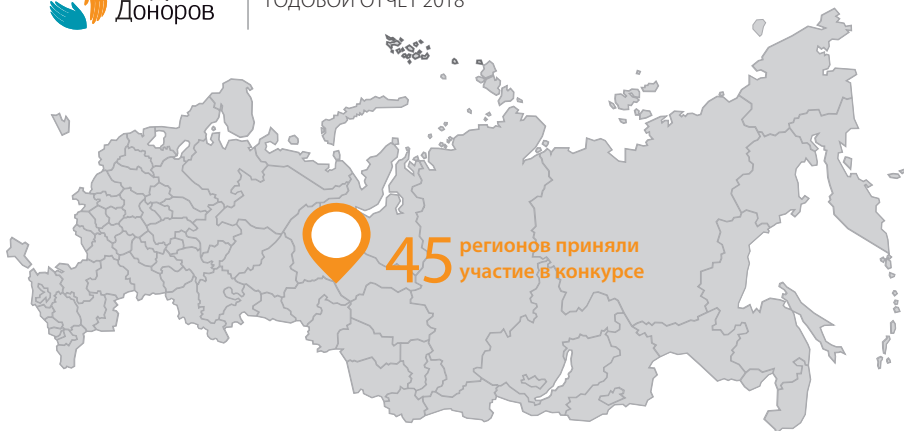 Доноров
ГОДОВОЙ ОТЧЕТ 2018
45 регионов приняли
участие в конкурсе